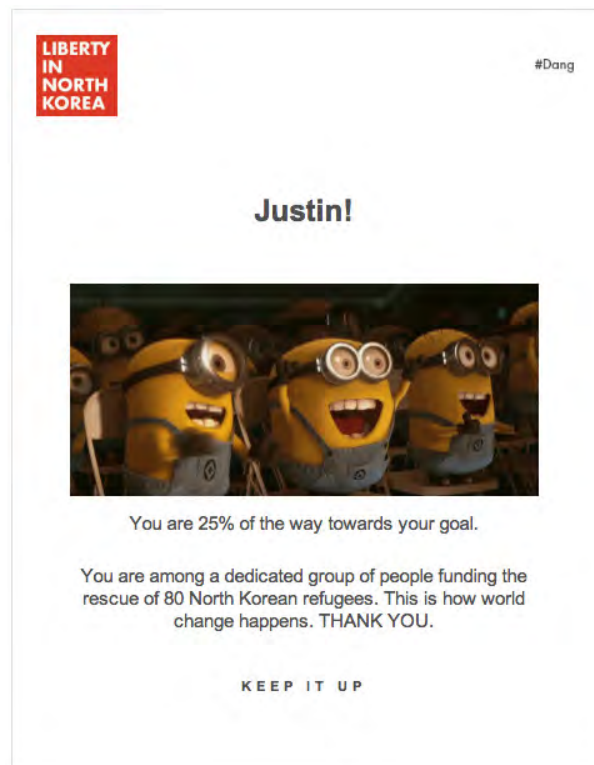 LIBERTY
IN
NORTH
KOREA
#Dang
Justin!
You are 25% of the way towards your goal.
You are among a dedicated group of people funding the
rescue of 80 North Korean refugees. This is how world
change happens. THANK YOU.
KEEP IT UP